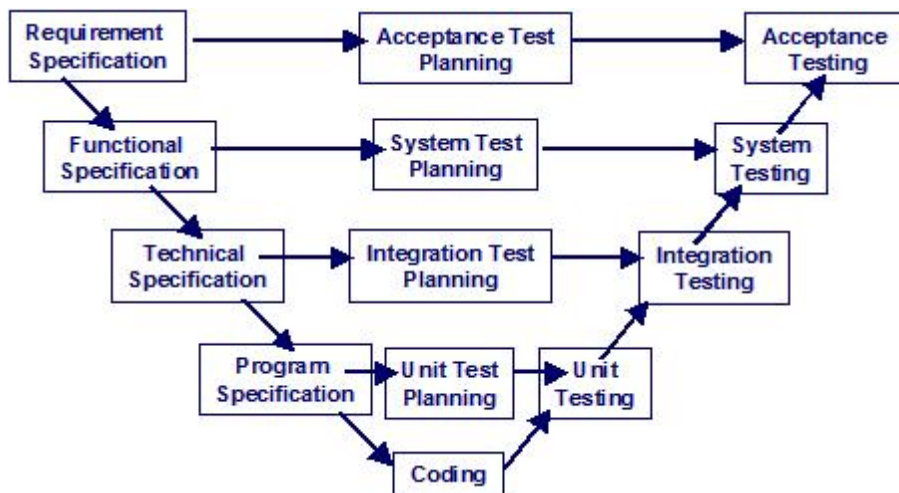 Requirement
Specification
Acceptance Test
Planning
Acceptance
Testing
Functional
Specification
System Test
Planning
System
Testing
Technical
Specification
Integration Test
Planning
Integration
Testing
Program
Specification
Unit Test
Planning
Unit
Testing
Coding